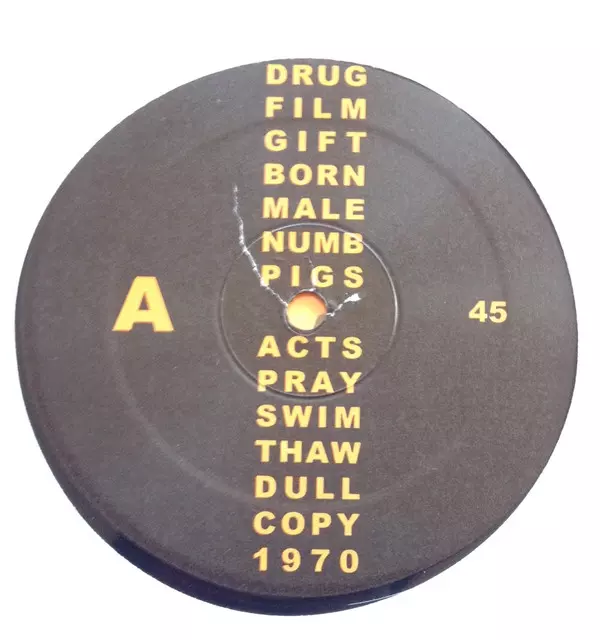 DRUG
FILM
GIFT
BORN
MALE
NUMB
PIGS
A
45
ACTS
PRAY
SWIM
THAW
DULL
COPY
1970